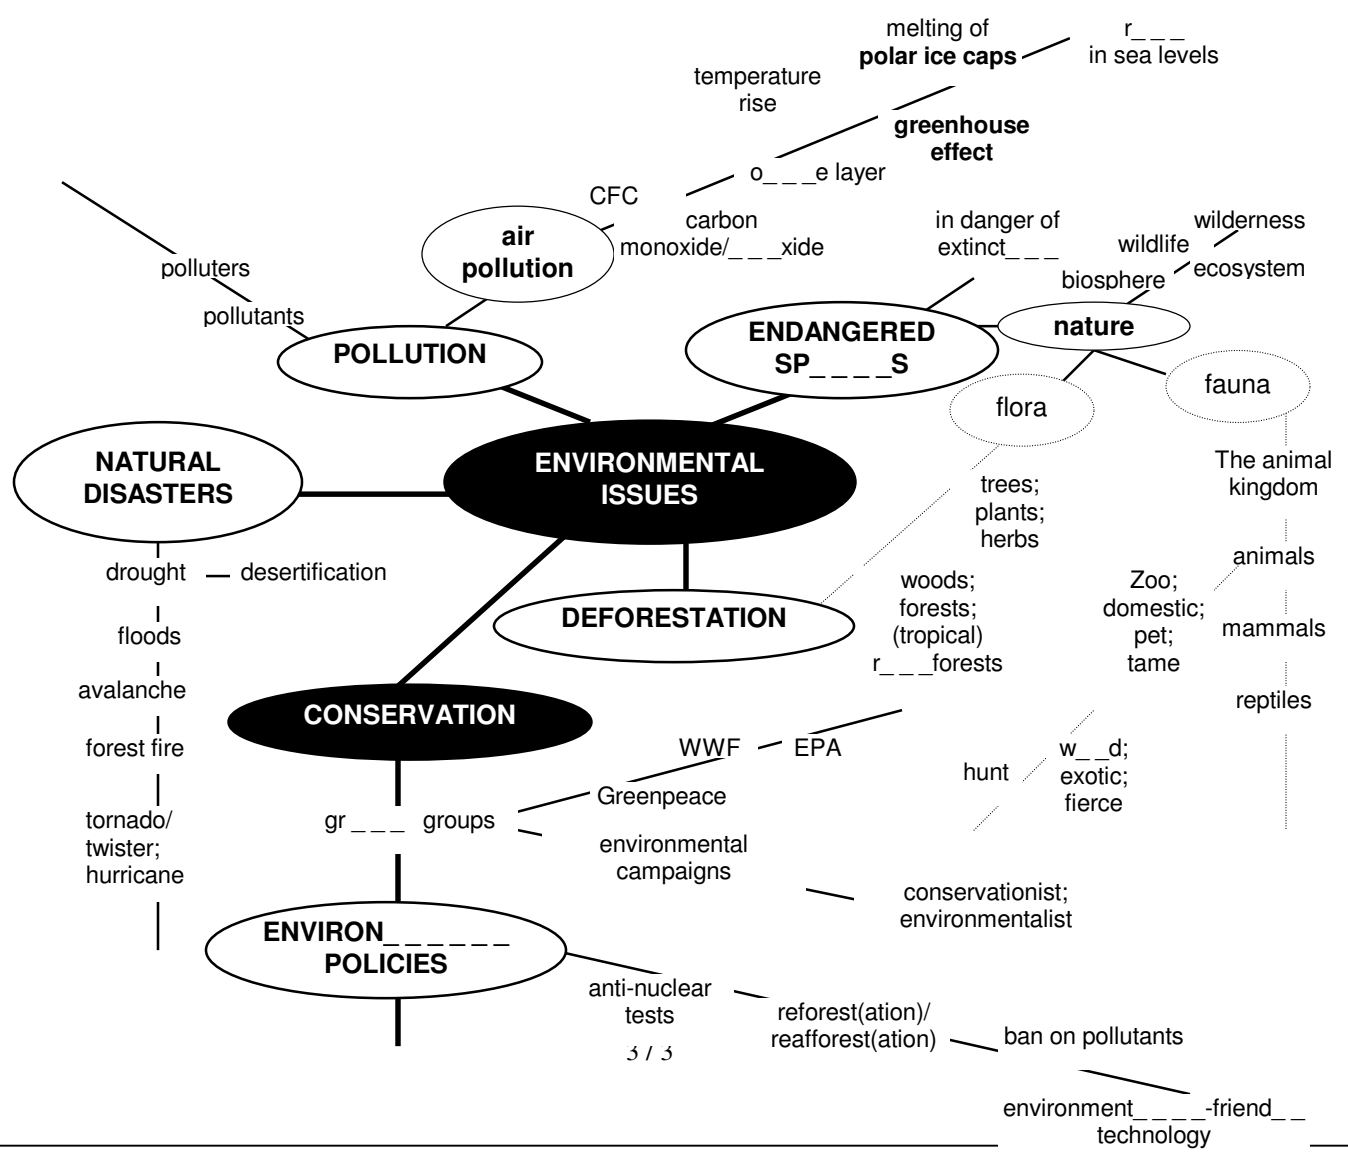 melting of
polar ice caps
r_ _ _
in sea levels
temperature
rise
greenhouse
effect
o_ _ _e layer
CFC
carbon
monoxide/_ _ _xide
air
pollution
in danger of
extinct_ _ _
wilderness
wildlife
ecosystem
biosphere
polluters
pollutants
POLLUTION
ENDANGERED
SP_ _ _ _S
nature
flora
fauna
NATURAL
DISASTERS
ENVIRONMENTAL
ISSUES
The animal
kingdom
trees;
plants;
herbs
animals
drought
desertification
woods;
forests;
(tropical)
r_ _ _forests
Zoo;
domestic;
pet;
tame
mammals
floods
DEFORESTATION
avalanche
reptiles
CONSERVATION
forest fire
WWF
EPA
hunt
w_ _d;
exotic;
fierce
Greenpeace
tornado/
twister;
hurricane
gr _ _ _ groups
environmental
campaigns
conservationist;
environmentalist
ENVIRON_ _ _ _ _ _
POLICIES
anti-nuclear
tests
reforest(ation)/
reafforest(ation)
ban on pollutants
3 / 3
environment_ _ _ _-friend_ _
technology